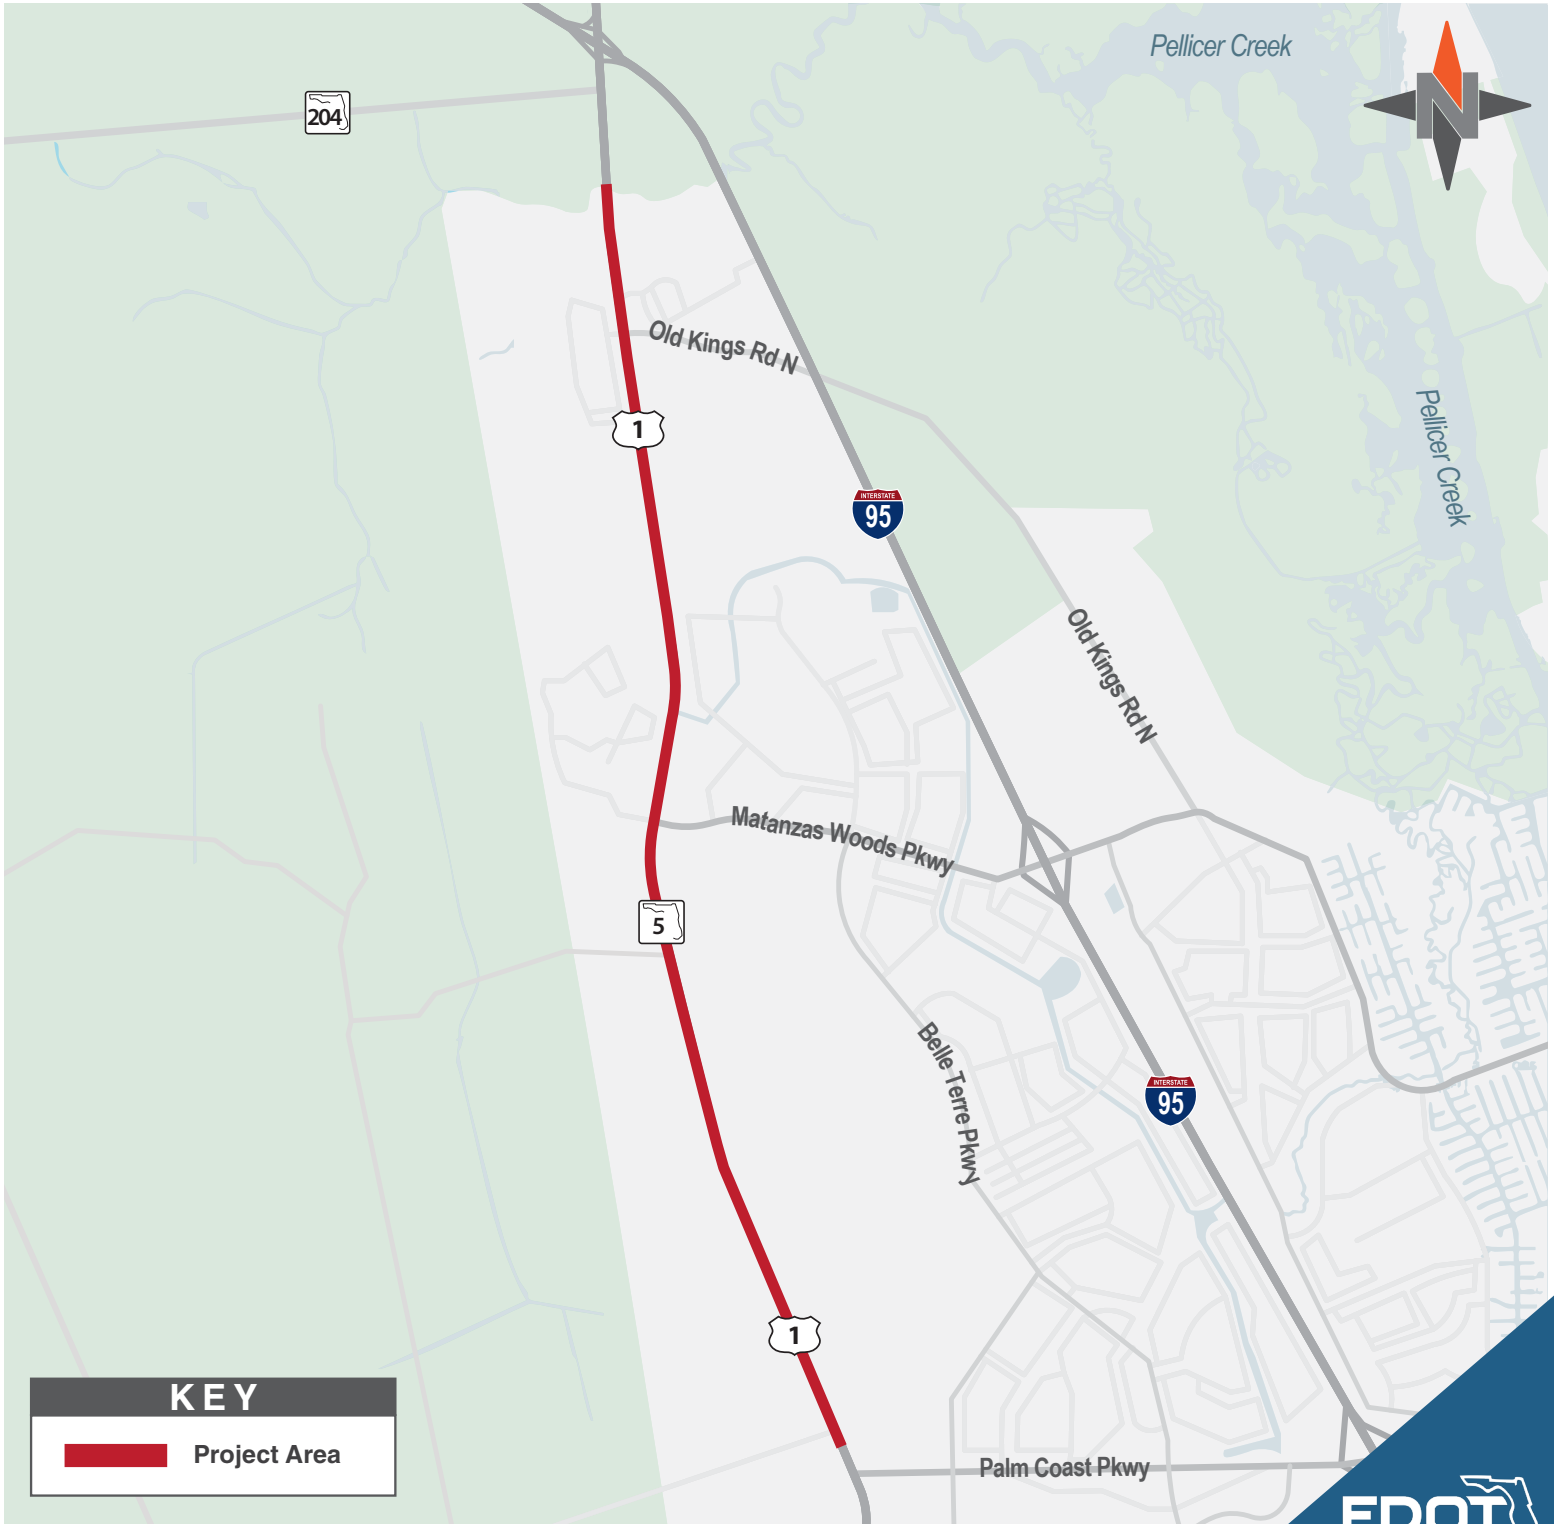 Pellicer Creek
N
204
Old Kings Rd N
1
Pellicer Creek
INTERSTATE
95
Old Kings Rd N
Matanzas Woods Pkwy
5
Belle Terre Pkwy
INTERSTATE
95
1
KEY
Project Area
Palm Coast Pkwy
FDOT